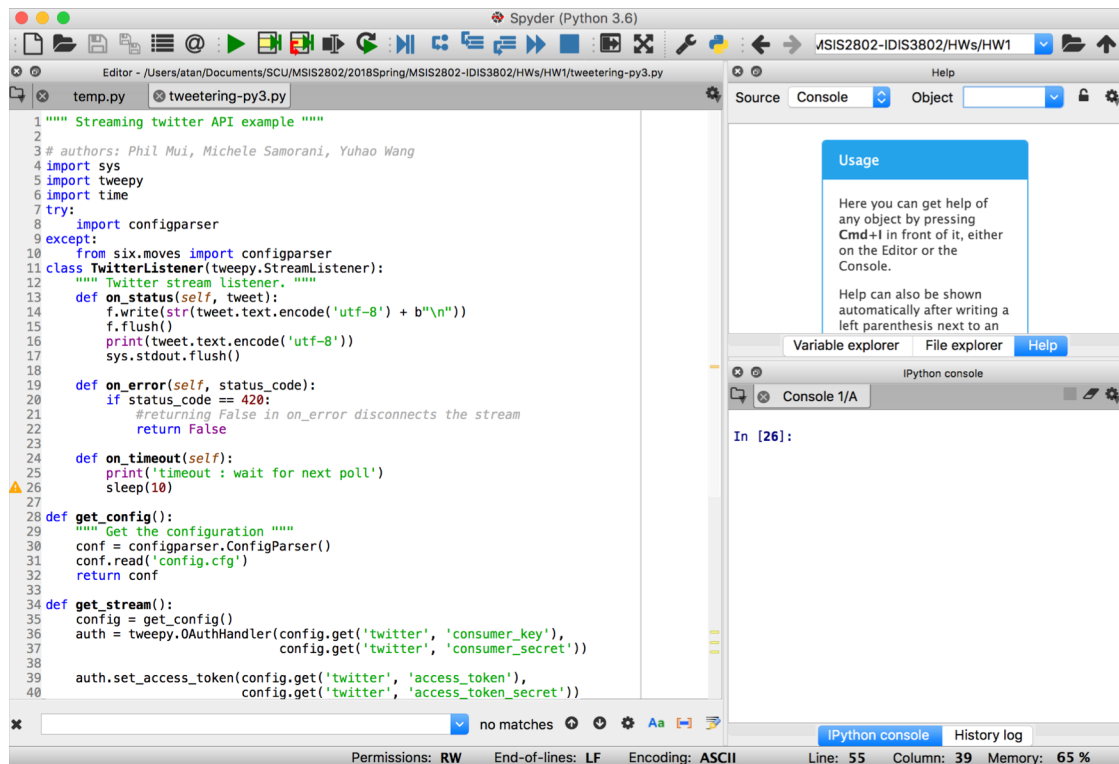 Spyder (Python 3.6)
MSIS2802-IDIS3802/HWs/HW1
Editor - /Users/atan/Documents/SCU/MSIS2802/2018Spring/MSIS2802-IDIS3802/HWs/HW1/tweetering-py3.py
temp.py
tweetering-py3.py
1 """ Streaming twitter API example """
2
3 # authors: Phil Mui, Michele Samorani, Yuhao Wang
4 import sys
5 import tweepy
6 import time
7 try:
8     import configparser
9 except:
10     from six.moves import configparser
11 class TwitterListener(tweepy.StreamListener):
12     """ Twitter stream listener. """
13     def on_status(self, tweet):
14         f.write(str(tweet.text.encode('utf-8') + b"\n"))
15         f.flush()
16         print(tweet.text.encode('utf-8'))
17         sys.stdout.flush()
18
19     def on_error(self, status_code):
20         if status_code == 420:
21             #returning False in on_error disconnects the stream
22             return False
23
24     def on_timeout(self):
25         print('timeout : wait for next poll')
26         sleep(10)
27
28 def get_config():
29     """ Get the configuration """
30     conf = configparser.ConfigParser()
31     conf.read('config.cfg')
32     return conf
33
34 def get_stream():
35     config = get_config()
36     auth = tweepy.OAuthHandler(config.get('twitter', 'consumer_key'),
37                                config.get('twitter', 'consumer_secret'))
38
39     auth.set_access_token(config.get('twitter', 'access_token'),
40                           config.get('twitter', 'access_token_secret'))
no matches
Aa
Help
Source Console Object
Usage
Here you can get help of
any object by pressing
Cmd+I in front of it, either
on the Editor or the
Console.
Help can also be shown
automatically after writing a
left parenthesis next to an
Variable explorer File explorer Help
IPython console
Console 1/A
In [26]:
IPython console History log
Permissions: RW End-of-lines: LF Encoding: ASCII Line: 55 Column: 39 Memory: 65 %